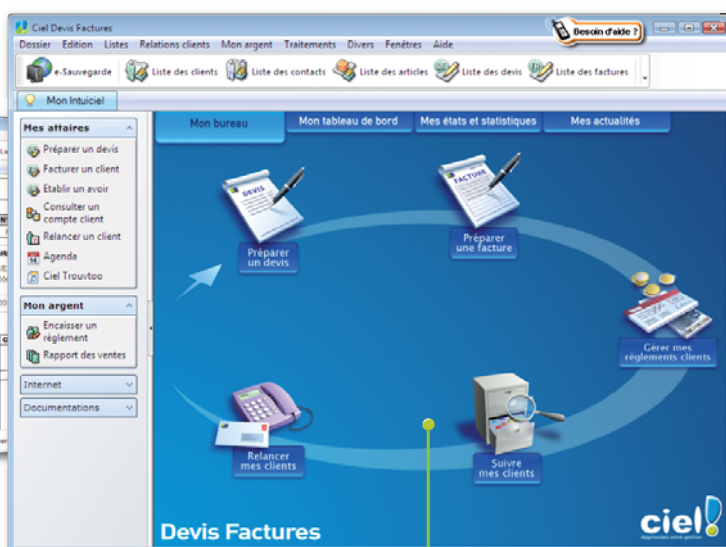 Ciel Devis Factures
Besoin d'aide ?
Dossier Edition Listes Relations clients Mon argent Traitements Divers Fenêtres Aide
e-Sauvegarde Liste des clients Liste des contacts Liste des articles Liste des devis Liste des factures
Mon Intuiciel
Mes affaires
Préparer un devis
Facturer un client
Etablir un avoir
Consulter un
compte client
Relancer un client
Agenda
Ciel Trouvtoo
Mon argent
Encaisser un
règlement
Rapport des ventes
Internet
Documentations
Mon bureau Mon tableau de bord Mes états et statistiques Mes actualités
DEVIS
Préparer
un devis
FACTURE
Préparer
une facture
Gérer mes
règlements clients
Suivre
mes clients
Relancer
mes clients
Devis Factures
ciel!